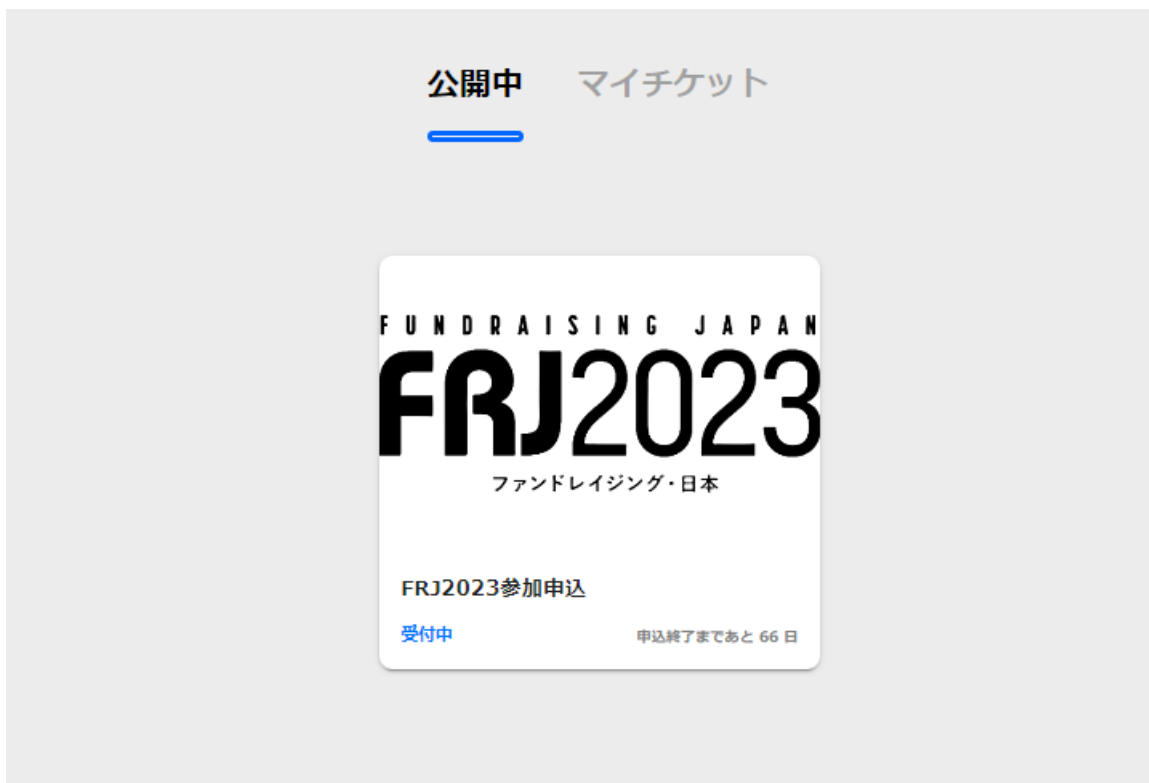 公開中 マイチケット
FUNDRAISING JAPAN
FRJ2023
ファンドレイジング・日本
FRJ2023参加申込
受付中 申込終了まであと 66 日